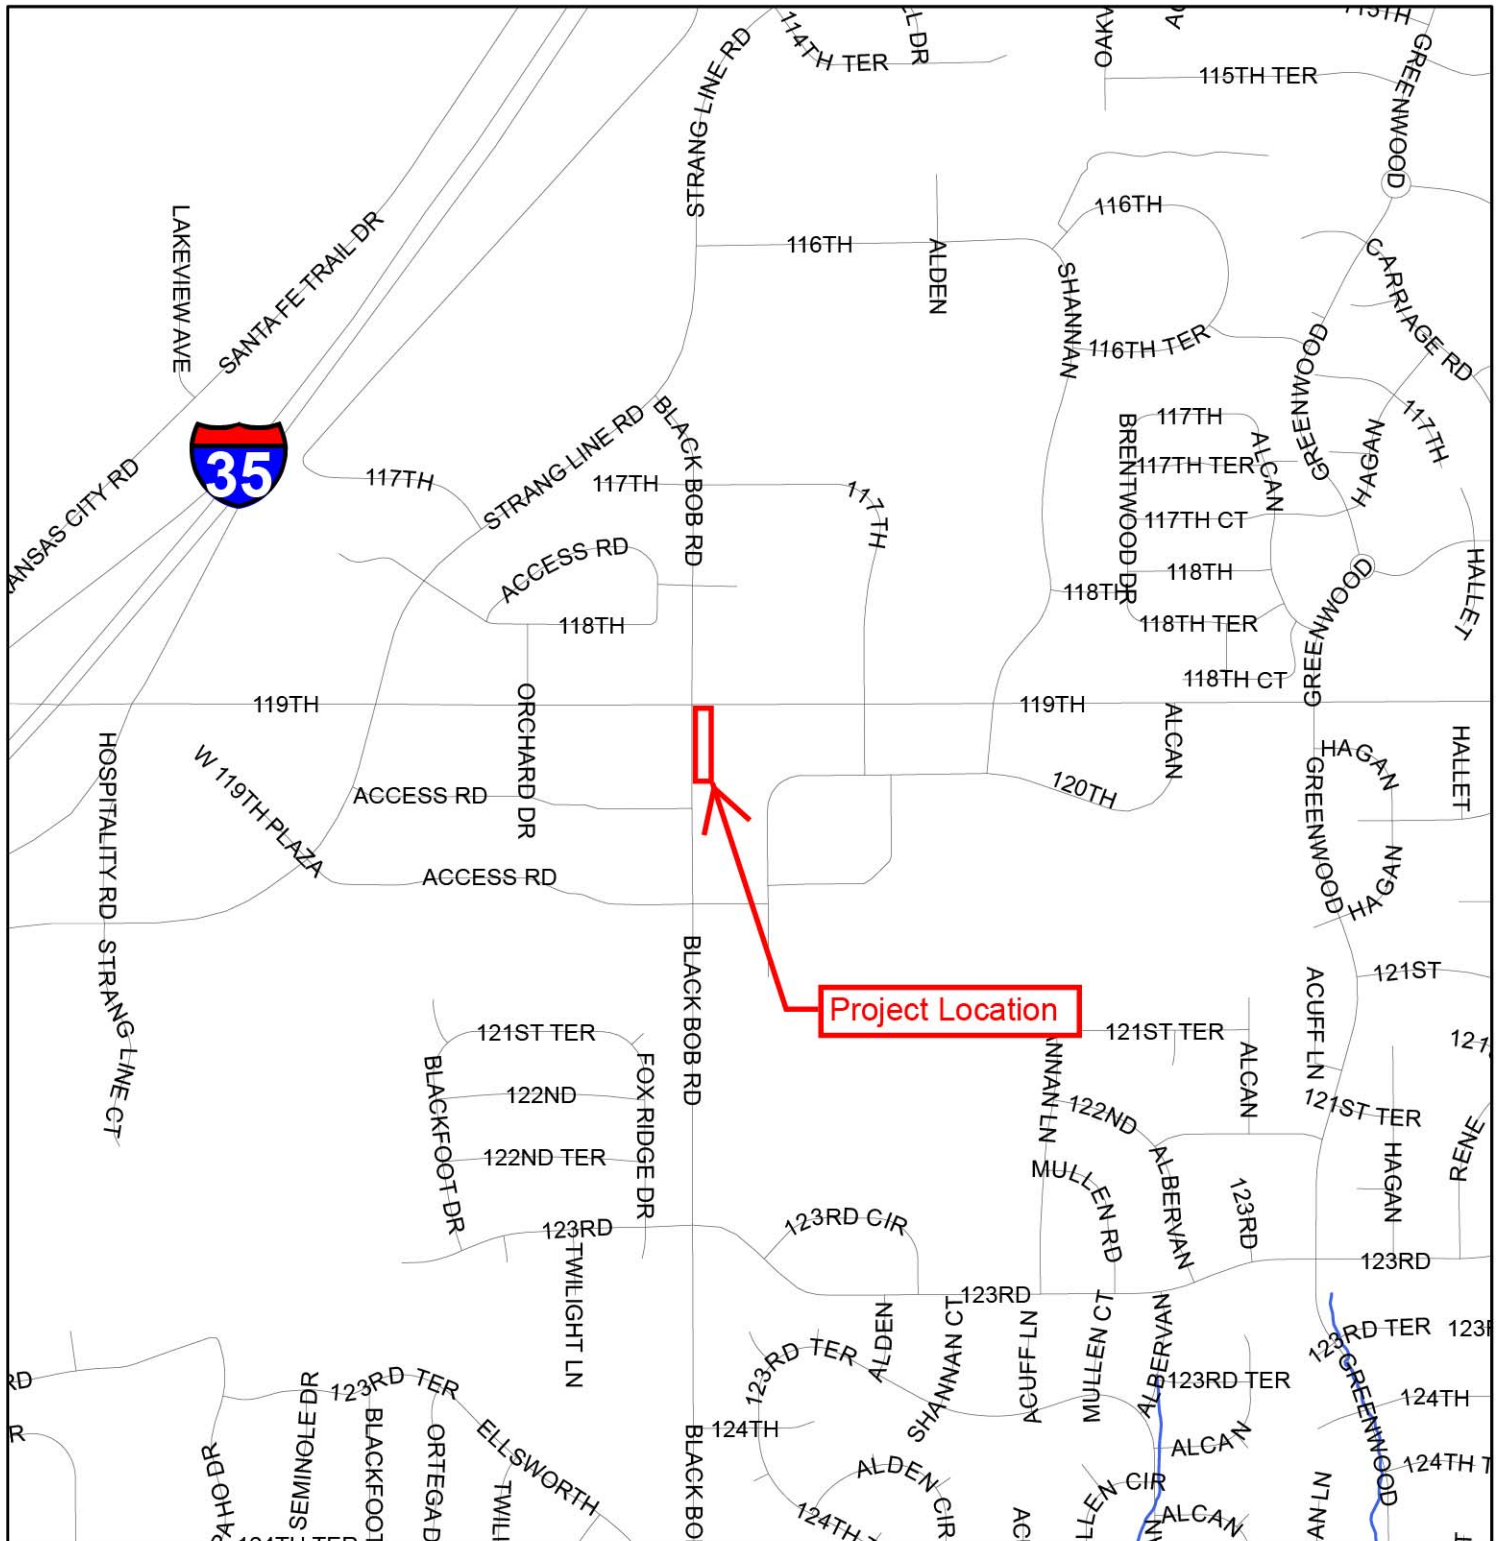 114TH TER
115TH TER
GREENWOOD
STRANG LINE RD
LAKEVIEW AVE
SANTA FE TRAIL DR
116TH
116TH
ALDEN
SHANNAN
116TH TER
CARRIAGE RD
GREENWOOD
35
117TH
STRANG LINE RD
BLACK BOB RD
117TH
117TH
BRENTWOOD DR
117TH
117TH TER
ALCAN
117TH CT
HAGAN
117TH
ACCESS RD
118TH
118TH
118TH
118TH TER
118TH CT
GREENWOOD
HALLET
119TH
119TH
ORCHARD DR
HOSPITALITY RD
W 119TH PLAZA
ACCESS RD
ACCESS RD
120TH
ALCAN
HAGAN
HALLET
GREENWOOD
HAGAN
STRANG LINE CT
BLACK BOB RD
Project Location
121ST
ACUFF LN
121ST TER
121ST TER
ALCAN
BLACKFOOT DR
122ND
FOX RIDGE DR
122ND
121ST TER
122ND TER
MULLEN RD
ALBERVAN
123RD
HAGAN
RENE
123RD
123RD CIR
123RD
123RD
TWILIGHT LN
ALDEN
SHANNAN CT
ACUFF LN
MULLEN CT
ALBERVAN
123RD TER
123RD TER
123RD TER
GREENWOOD
123RD TER
SEMINOLE DR
BLACKFOOT
ELLSWORTH
124TH
124TH
ALCAN
ALDEN CIR
ALCAN